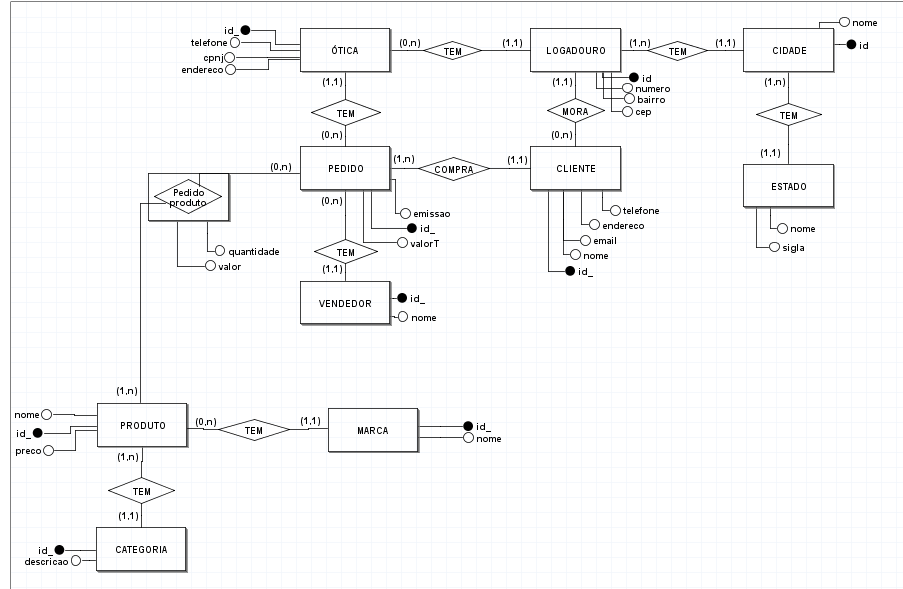 nome
id_
telefone
cpnj
endereco
ÓTICA
(0,n)
TEM
(1,1)
LOGADOURO
(1,n)
TEM
(1,1)
CIDADE
id
(1,1)
TEM
(0,n)
(1,1)
MORA
(0,n)
id
numero
bairro
cep
(1,n)
TEM
(1,1)
(0,n)
PEDIDO
(1,n)
COMPRA
(1,1)
CLIENTE
ESTADO
Pedido
produto
quantidade
valor
(0,n)
TEM
(1,1)
emissao
id_
valorT
telefone
endereco
email
nome
id_
nome
sigla
VENDEDOR
id_
nome
(1,n)
nome
id_
preco
PRODUTO
(0,n)
TEM
(1,1)
MARCA
id_
nome
(1,n)
TEM
(1,1)
id_
descricao
CATEGORIA